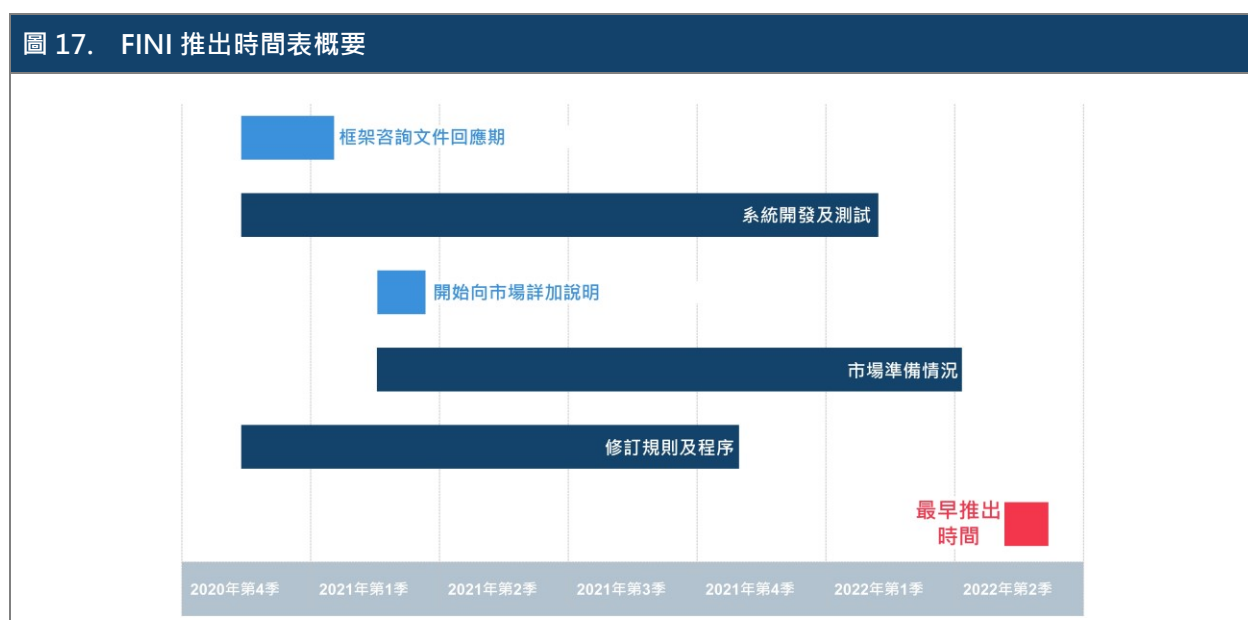 圖 17. FINI 推出時間表概要
框架咨詢文件回應期
系統開發及測試
開始向市場詳加說明
市場準備情況
修訂規則及程序
最早推出
時間
2020年第4季 2021年第1季 2021年第2季 2021年第3季 2021年第4季 2022年第1季 2022年第2季